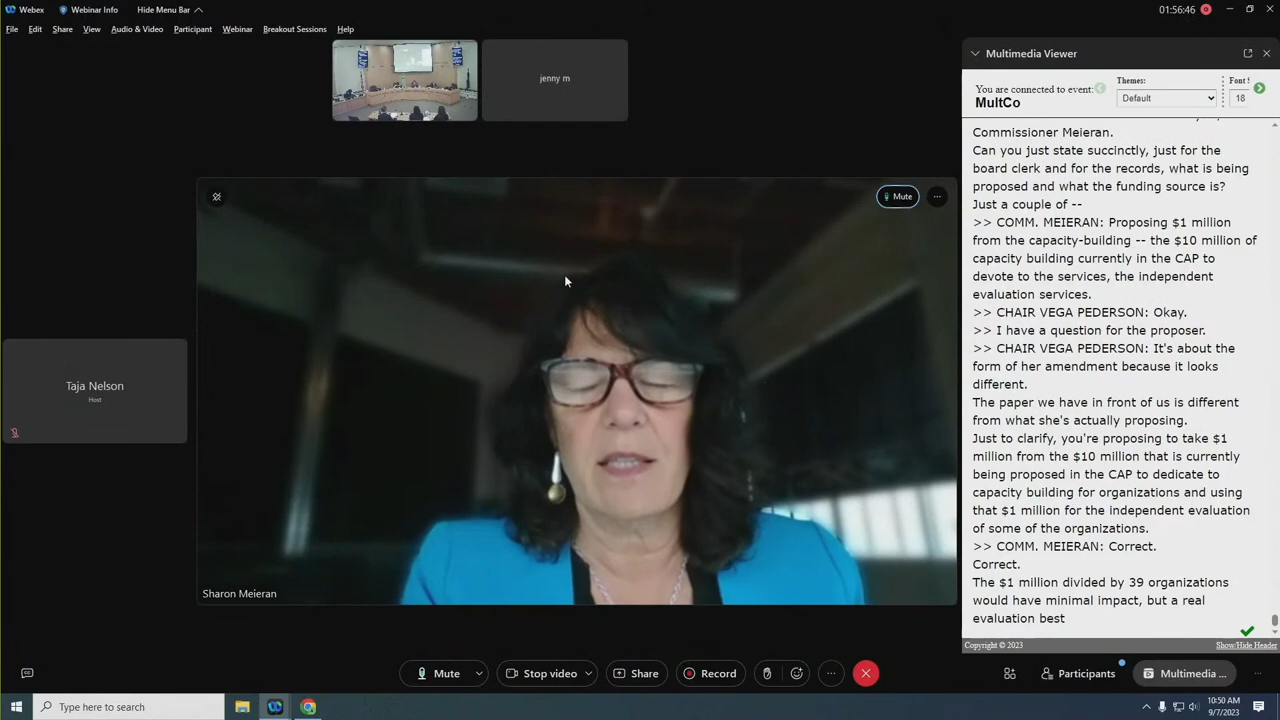 Webex
Webinar Info
Hide Menu Bar
01:56:46
File
Edit
Share
View
Audio & Video
Participant
Webinar
Breakout Sessions
Help
jenny m
Mute
Taja Nelson
Host
Sharon Meieran
Multimedia Viewer
You are connected to event:
MultCo
Themes:
Default
Font
18
Commissioner Meieran.
Can you just state succinctly, just for the
board clerk and for the records, what is being
proposed and what the funding source is?
Just a couple of --
>> COMM. MEIERAN: Proposing $1 million
from the capacity-building -- the $10 million of
capacity building currently in the CAP to
devote to the services, the independent
evaluation services.
>> CHAIR VEGA PEDERSON: Okay.
>> I have a question for the proposer.
>> CHAIR VEGA PEDERSON: It's about the
form of her amendment because it looks
different.
The paper we have in front of us is different
from what she's actually proposing.
Just to clarify, you're proposing to take $1
million from the $10 million that is currently
being proposed in the CAP to dedicate to
capacity building for organizations and using
that $1 million for the independent evaluation
of some of the organizations.
>> COMM. MEIERAN: Correct.
Correct.
The $1 million divided by 39 organizations
would have minimal impact, but a real
evaluation best
Copyright © 2023
Show/Hide Header
Mute
Stop video
Share
Record
Participants
Multimedia ...
Type here to search
10:50 AM
9/7/2023